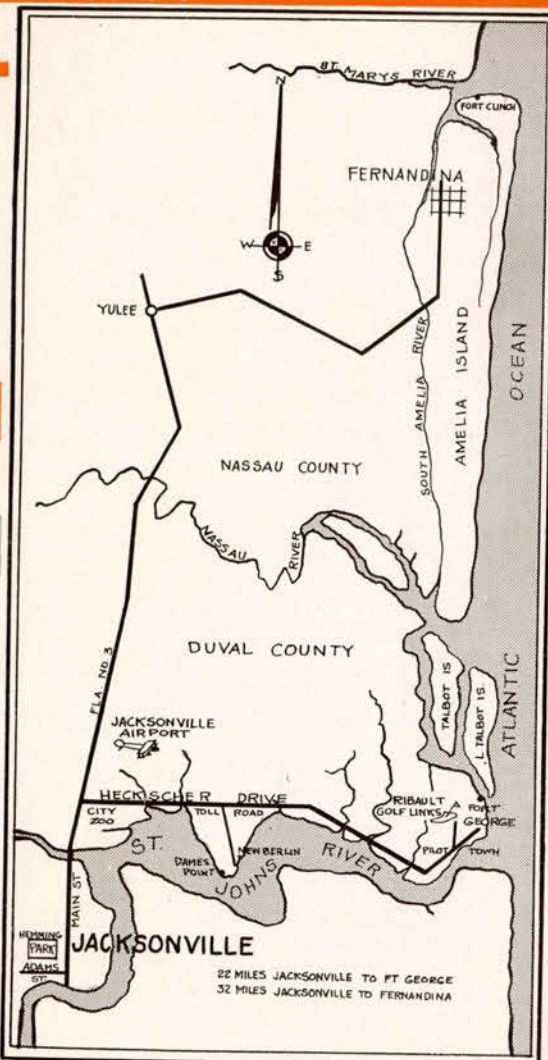 ST. MARYS RIVER
FORT CLINCH
N
FERNANDINA
W E
S
YULEE
SOUTH AMELIA RIVER
AMELIA ISLAND
OCEAN
NASSAU COUNTY
NASSAU RIVER
DUVAL COUNTY
FLA. NO. 3
TALBOT IS
L. TALBOT IS.
ATLANTIC
JACKSONVILLE
AIRPORT
HECKSCHER DRIVE
CITY
ZOO
TOLL ROAD
RIBAULT
GOLF LINKS
FORT
GEORGE
PILOT TOWN
ST. JOHNS RIVER
NEW BERLIN
DAMES
POINT
MAIN ST
HEMMING
PARK
JACKSONVILLE
ADAMS
ST.
22 MILES JACKSONVILLE TO FT GEORGE
32 MILES JACKSONVILLE TO FERNANDINA